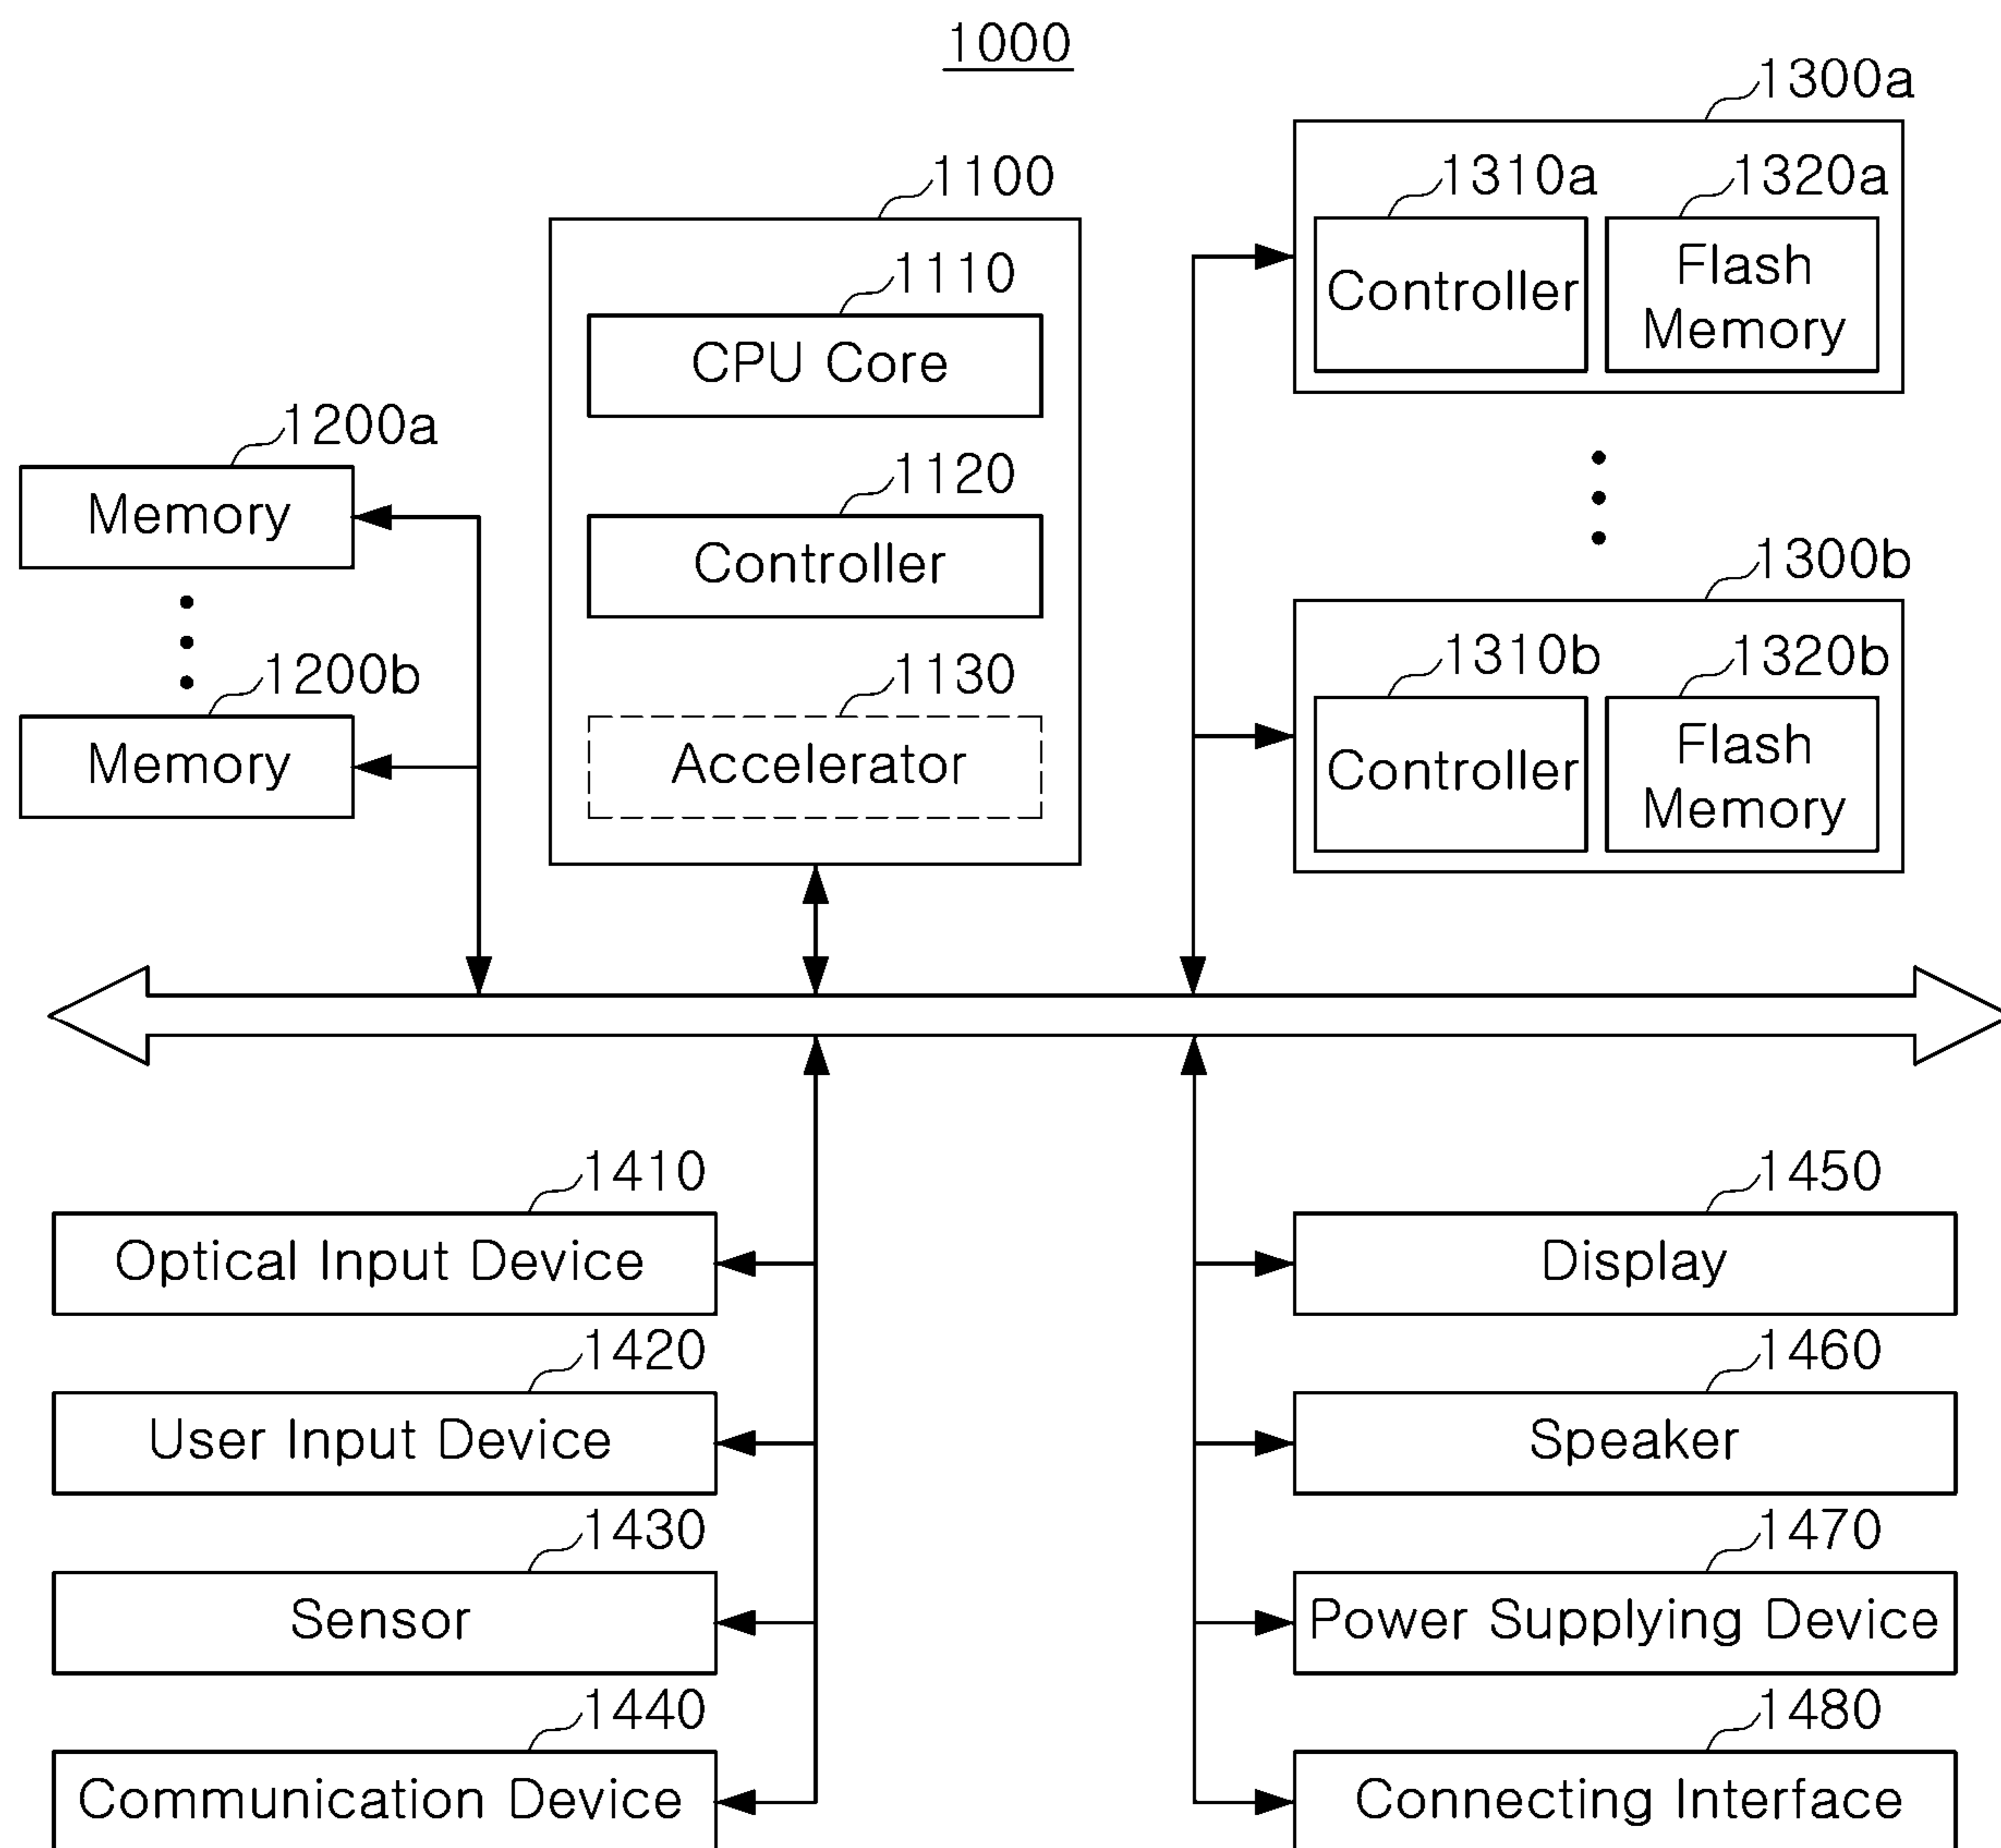 1000
1300a
1310a
1320a
Controller
Flash
Memory
1100
1110
CPU Core
1120
Controller
1130
Accelerator
1200a
Memory
1200b
Memory
1300b
1310b
1320b
Controller
Flash
Memory
1410
Optical Input Device
1420
User Input Device
1430
Sensor
1440
Communication Device
1450
Display
1460
Speaker
1470
Power Supplying Device
1480
Connecting Interface